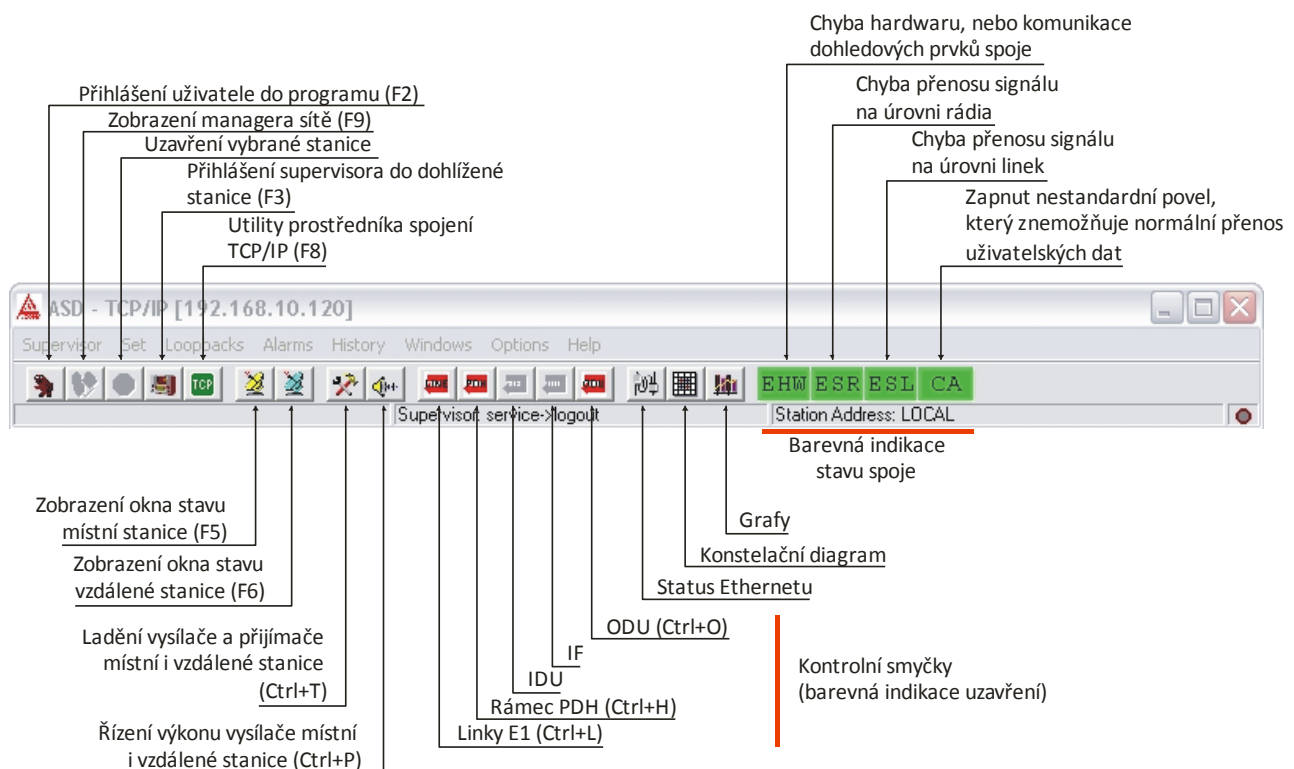 Chyba hardwaru, nebo komunikace
dohledových prvků spoje
Přihlášení uživatele do programu (F2)
Chyba přenosu signálu
na úrovni rádia
Zobrazení managera sítě (F9)
Uzavření vybrané stanice
Chyba přenosu signálu
na úrovni linek
Přihlášení supervisora do dohlížené
stanice (F3)
Zapnut nestandardní povel,
který znemožňuje normální přenos
uživatelských dat
Utility prostředníka spojení
TCP/IP (F8)
ASD - TCP/IP [192.168.10.120]
Supervisor Set Loopbacks Alarms History Windows Options Help
TCP EHW ESR ESL CA
Supervisor: service->logout Station Address: LOCAL
Barevná indikace
stavu spoje
Zobrazení okna stavu
místní stanice (F5)
Grafy
Konstelační diagram
Zobrazení okna stavu
vzdálené stanice (F6)
Status Ethernetu
ODU (Ctrl+O)
Ladění vysílače a přijímače
místní i vzdálené stanice
(Ctrl+T)
IF
IDU
Kontrolní smyčky
(barevná indikace uzavření)
Rámec PDH (Ctrl+H)
Linky E1 (Ctrl+L)
Řízení výkonu vysílače místní
i vzdálené stanice (Ctrl+P)